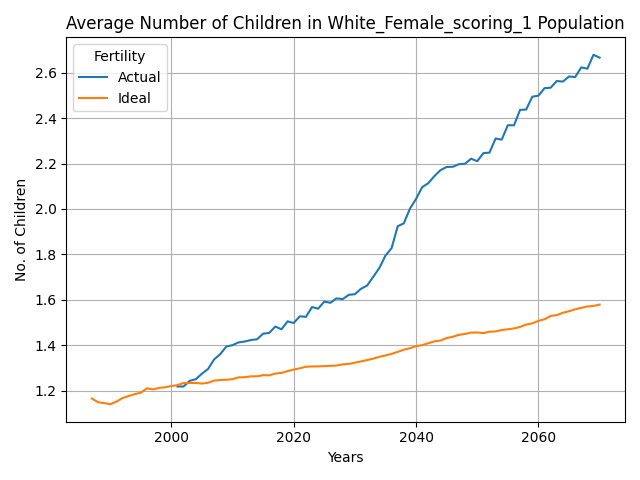 Average Number of Children in White_Female_scoring_1 Population
Fertility
Actual
Ideal
2.6
2.4
2.2
2.0
1.8
1.6
1.4
1.2
No. of Children
2000
2020
2040
2060
Years